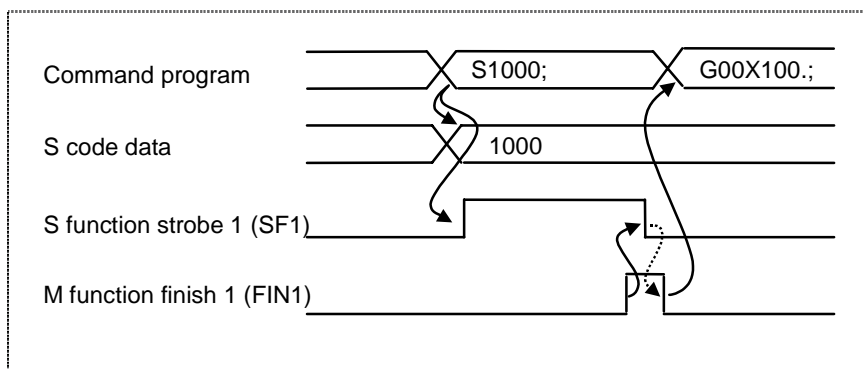 Command program S1000; G00X100.;
S code data 1000
S function strobe 1 (SF1)
M function finish 1 (FIN1)